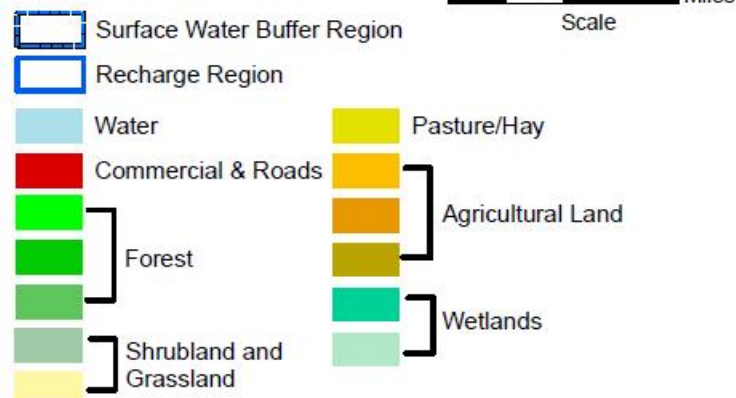 Miles
Scale
Surface Water Buffer Region
Recharge Region
Water
Commercial & Roads
Forest
Shrubland and
Grassland
Pasture/Hay
Agricultural Land
Wetlands